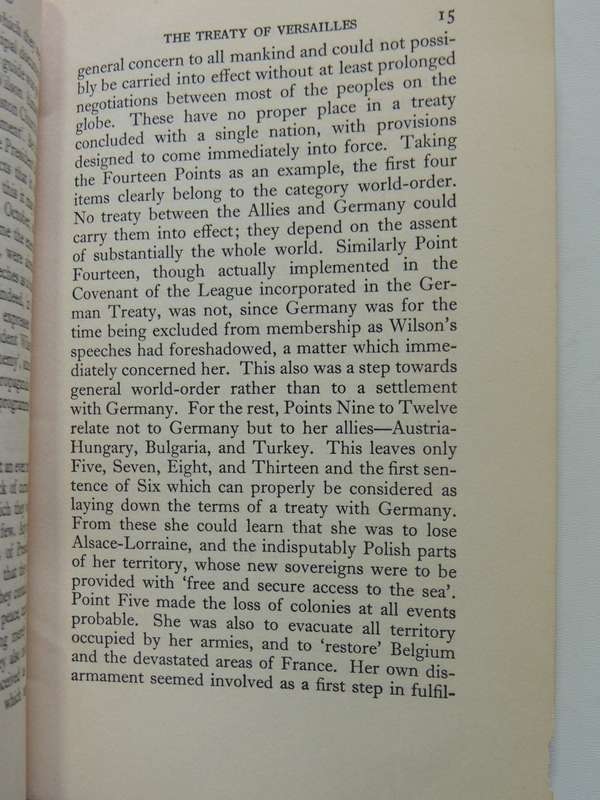 THE TREATY OF VERSAILLES 15
general concern to all mankind and could not possi-
bly be carried into effect without at least prolonged
negotiations between most of the peoples on the
globe. These have no proper place in a treaty
concluded with a single nation, with provisions
designed to come immediately into force. Taking
the Fourteen Points as an example, the first four
items clearly belong to the category world-order.
No treaty between the Allies and Germany could
carry them into effect; they depend on the assent
of substantially the whole world. Similarly Point
Fourteen, though actually implemented in the
Covenant of the League incorporated in the Ger-
man Treaty, was not, since Germany was for the
time being excluded from membership as Wilson's
speeches had foreshadowed, a matter which imme-
diately concerned her. This also was a step towards
general world-order rather than to a settlement
with Germany. For the rest, Points Nine to Twelve
relate not to Germany but to her allies—Austria-
Hungary, Bulgaria, and Turkey. This leaves only
Five, Seven, Eight, and Thirteen and the first sen-
tence of Six which can properly be considered as
laying down the terms of a treaty with Germany.
From these she could learn that she was to lose
Alsace-Lorraine, and the indisputably Polish parts
of her territory, whose new sovereigns were to be
provided with 'free and secure access to the sea'.
Point Five made the loss of colonies at all events
probable. She was also to evacuate all territory
occupied by her armies, and to 'restore' Belgium
and the devastated areas of France. Her own dis-
armament seemed involved as a first step in fulfil-